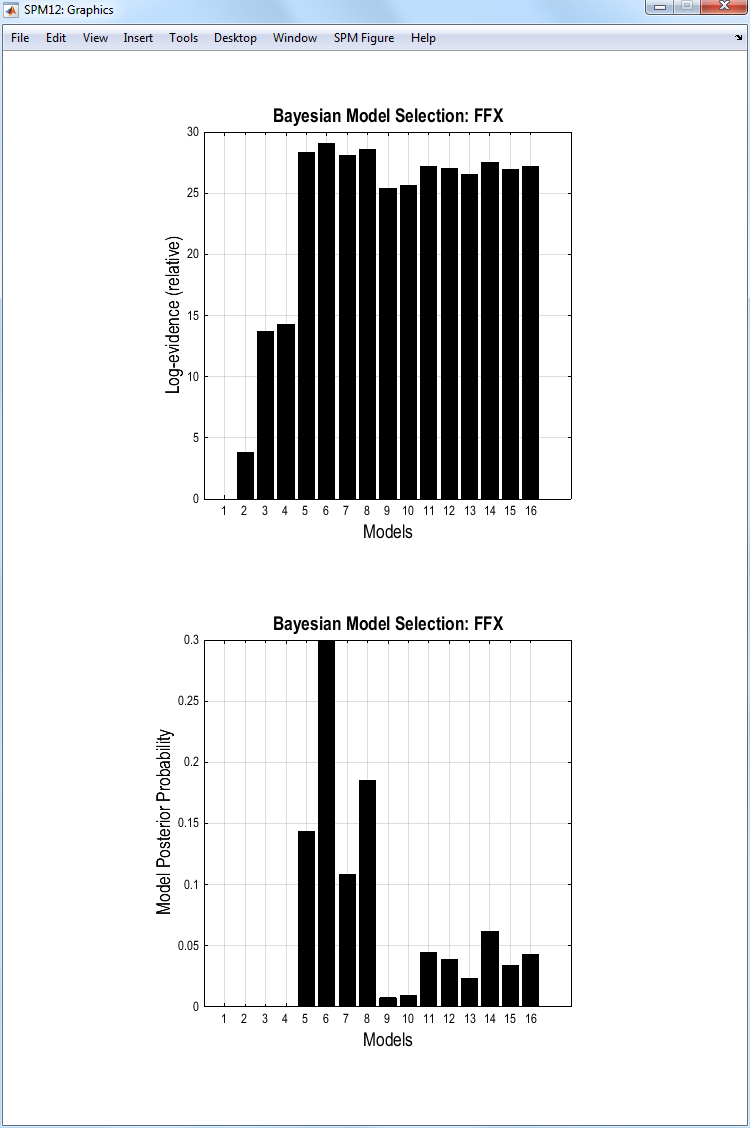 SPM12: Graphics
File Edit View Insert Tools Desktop Window SPM Figure Help
Bayesian Model Selection: FFX
30
25
20
15
10
5
0
Log-evidence (relative)
1 2 3 4 5 6 7 8 9 10 11 12 13 14 15 16
Models
Bayesian Model Selection: FFX
0.3
0.25
0.2
0.15
0.1
0.05
0
Model Posterior Probability
1 2 3 4 5 6 7 8 9 10 11 12 13 14 15 16
Models